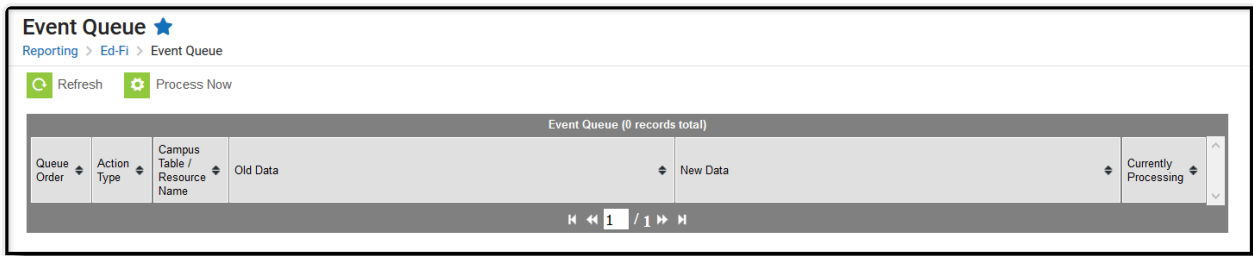 Event Queue
Reporting > Ed-Fi > Event Queue
Refresh Process Now
Event Queue (0 records total)
Queue Order
Action Type
Campus Table / Resource Name
Old Data
New Data
Currently Processing
1 / 1